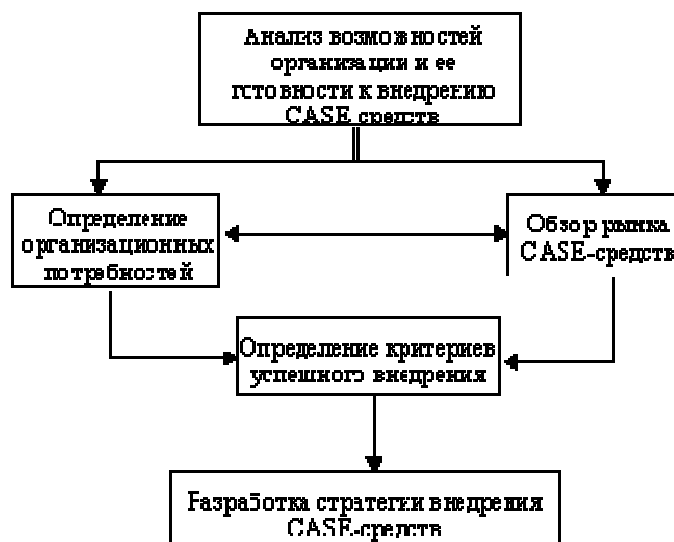 Анализ возможностей
организации и ее
готовности к внедрению
CASE средств
Определение
организационных
потребностей
Обзор рынка
CASE-средств
Определение критериев
успешного внедрения
Разработка стратегии внедрения
CASE-средств